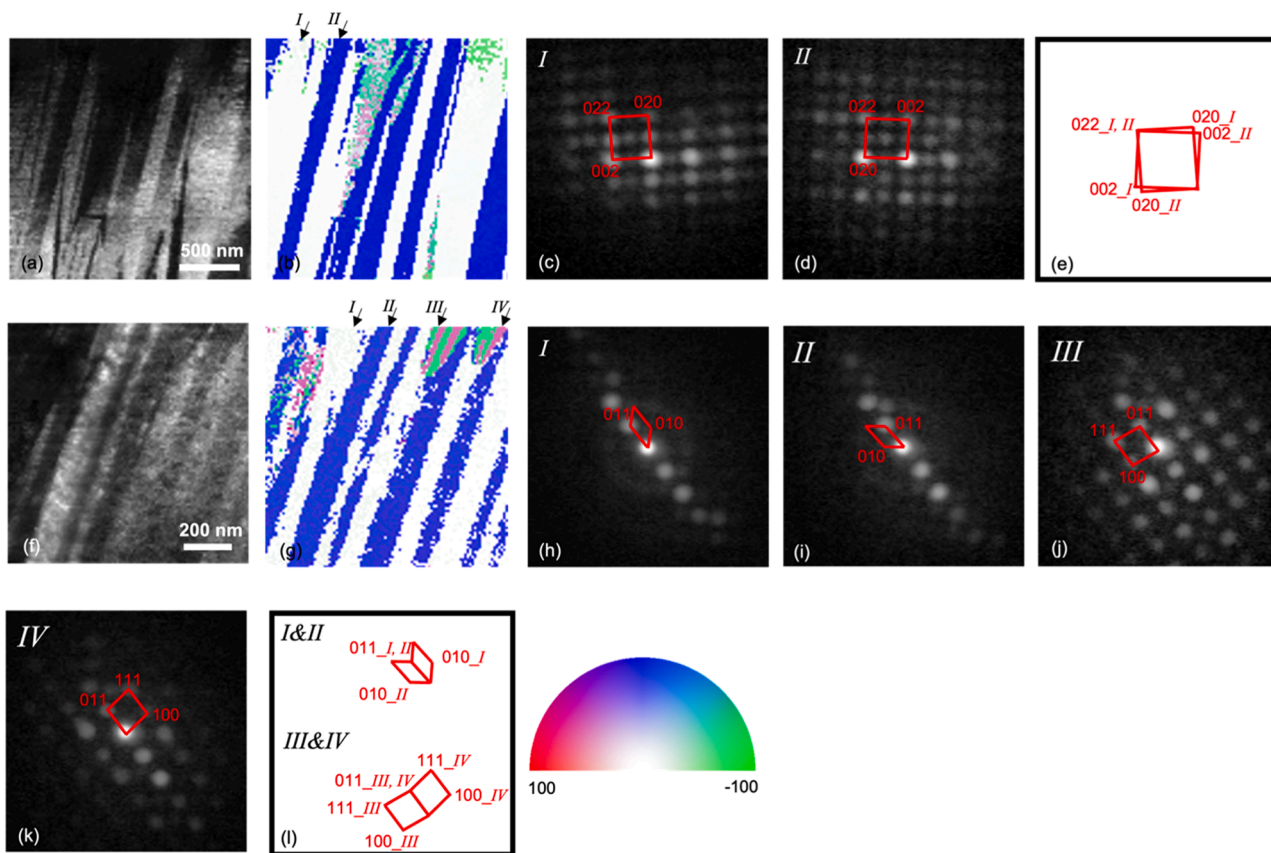 I II
500 nm
(a)
(b)
I
022 020
002
(c)
II
022 002
020
(d)
022_I, II
020_I
002_II
002_I
020_II
(e)
200 nm
(f)
I II III IV
(g)
I
011 010
(h)
II
011
010
(i)
III
011
111
100
(j)
IV
111
011
100
(k)
I&II
011_I, II
010_I
010_II
III&IV
111_IV
011_III, IV
111_III
100_IV
100_III
(l)
100 -100